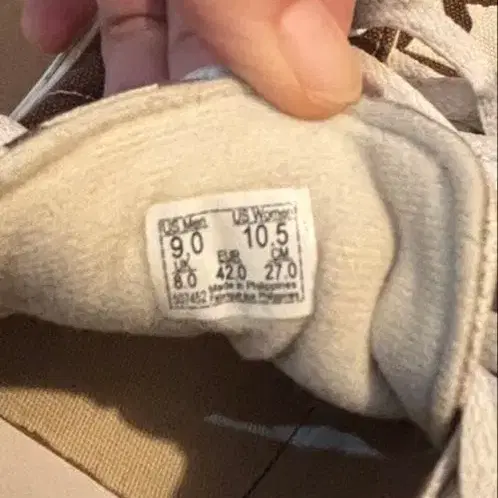 US Men US Women
9.0 10.5
UK EUR CM
8.0 42.0 27.0
Made in Philippines
507452